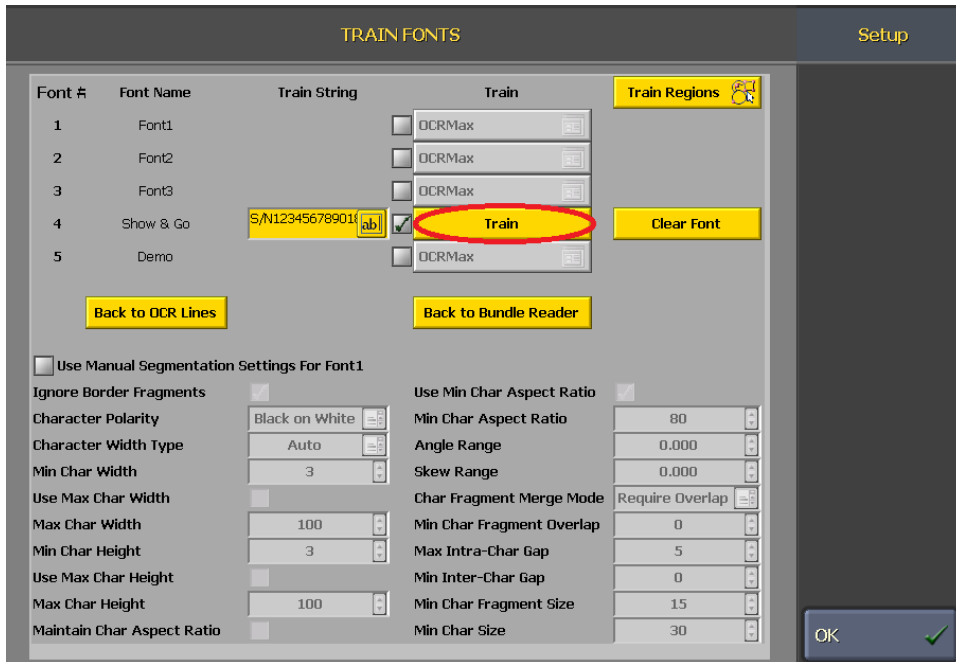 TRAIN FONTS
Setup
Font # Font Name Train String Train Train Regions
1 Font1 OCRMax
2 Font2 OCRMax
3 Font3 OCRMax
4 Show & Go S/N12345678901 ab Train Clear Font
5 Demo OCRMax
Back to OCR Lines Back to Bundle Reader
Use Manual Segmentation Settings For Font1
Ignore Border Fragments Use Min Char Aspect Ratio
Character Polarity Black on White Min Char Aspect Ratio 80
Character Width Type Auto Angle Range 0.000
Min Char Width 3 Skew Range 0.000
Use Max Char Width Char Fragment Merge Mode Require Overlap
Max Char Width 100 Min Char Fragment Overlap 0
Min Char Height 3 Max Intra-Char Gap 5
Use Max Char Height Min Inter-Char Gap 0
Max Char Height 100 Min Char Fragment Size 15
Maintain Char Aspect Ratio Min Char Size 30
OK